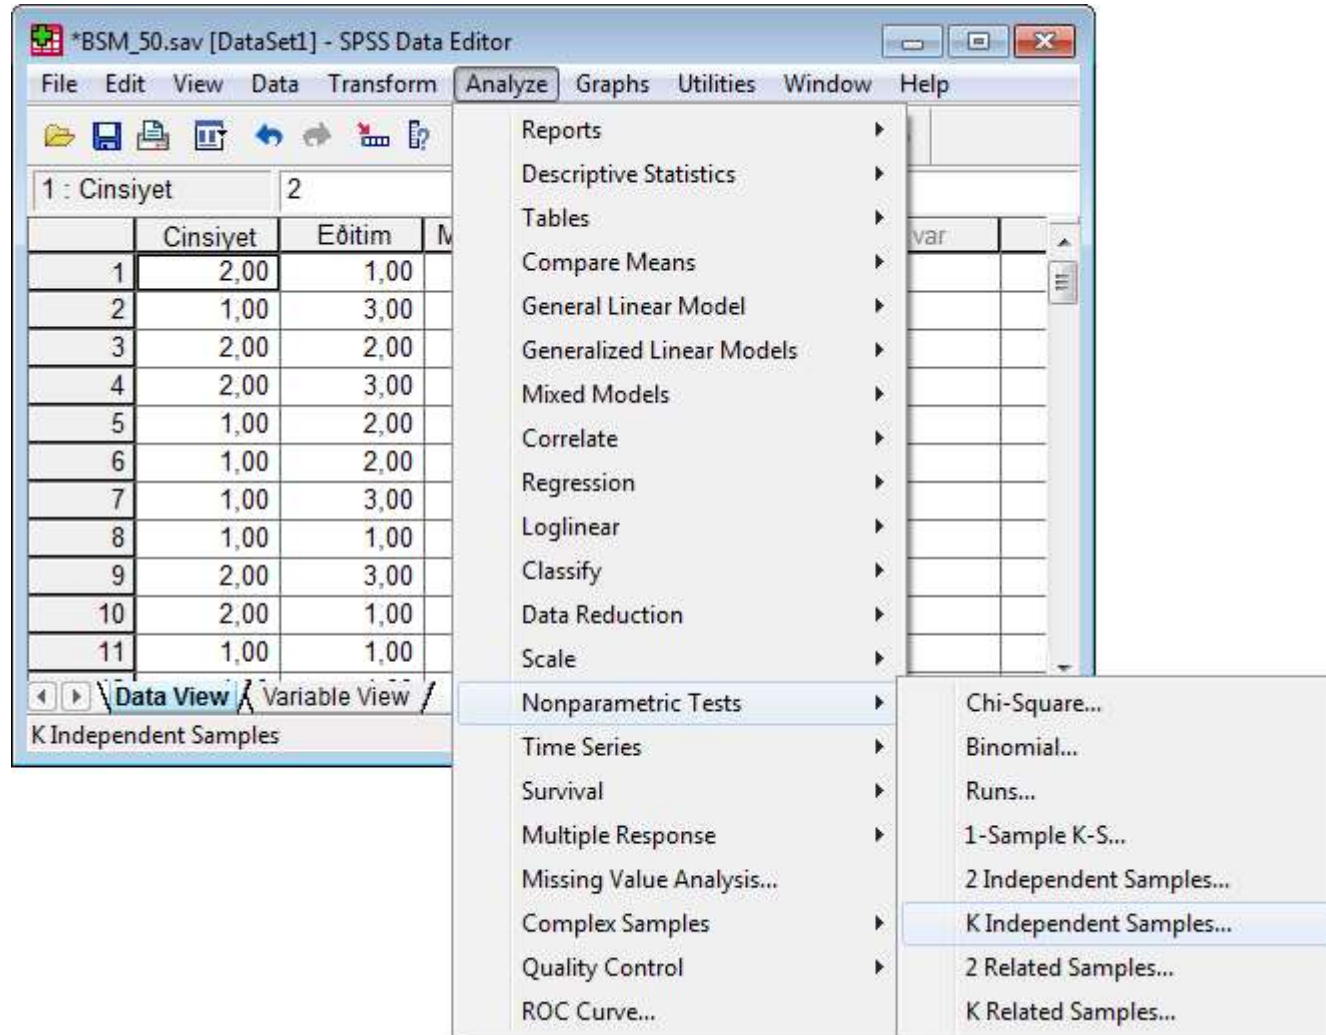 *BSM_50.sav [DataSet1] - SPSS Data Editor
File Edit View Data Transform Analyze Graphs Utilities Window Help
1 : Cinsiyet 2
Cinsiyet Eðitim var
1 2,00 1,00
2 1,00 3,00
3 2,00 2,00
4 2,00 3,00
5 1,00 2,00
6 1,00 2,00
7 1,00 3,00
8 1,00 1,00
9 2,00 3,00
10 2,00 1,00
11 1,00 1,00
Data View Variable View
K Independent Samples
Reports
Descriptive Statistics
Tables
Compare Means
General Linear Model
Generalized Linear Models
Mixed Models
Correlate
Regression
Loglinear
Classify
Data Reduction
Scale
Nonparametric Tests
Time Series
Survival
Multiple Response
Missing Value Analysis...
Complex Samples
Quality Control
ROC Curve...
Chi-Square...
Binomial...
Runs...
1-Sample K-S...
2 Independent Samples...
K Independent Samples...
2 Related Samples...
K Related Samples...